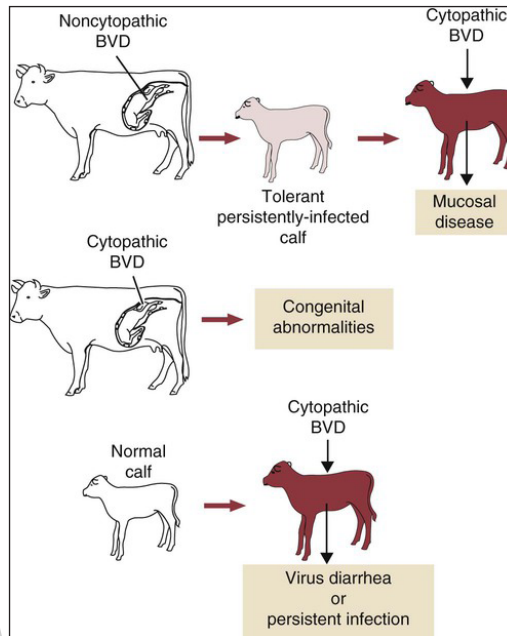 Noncytopathic
BVD
Cytopathic
BVD
Tolerant
persistently-infected
calf
Mucosal
disease
Cytopathic
BVD
Congenital
abnormalities
Normal
calf
Cytopathic
BVD
Virus diarrhea
or
persistent infection